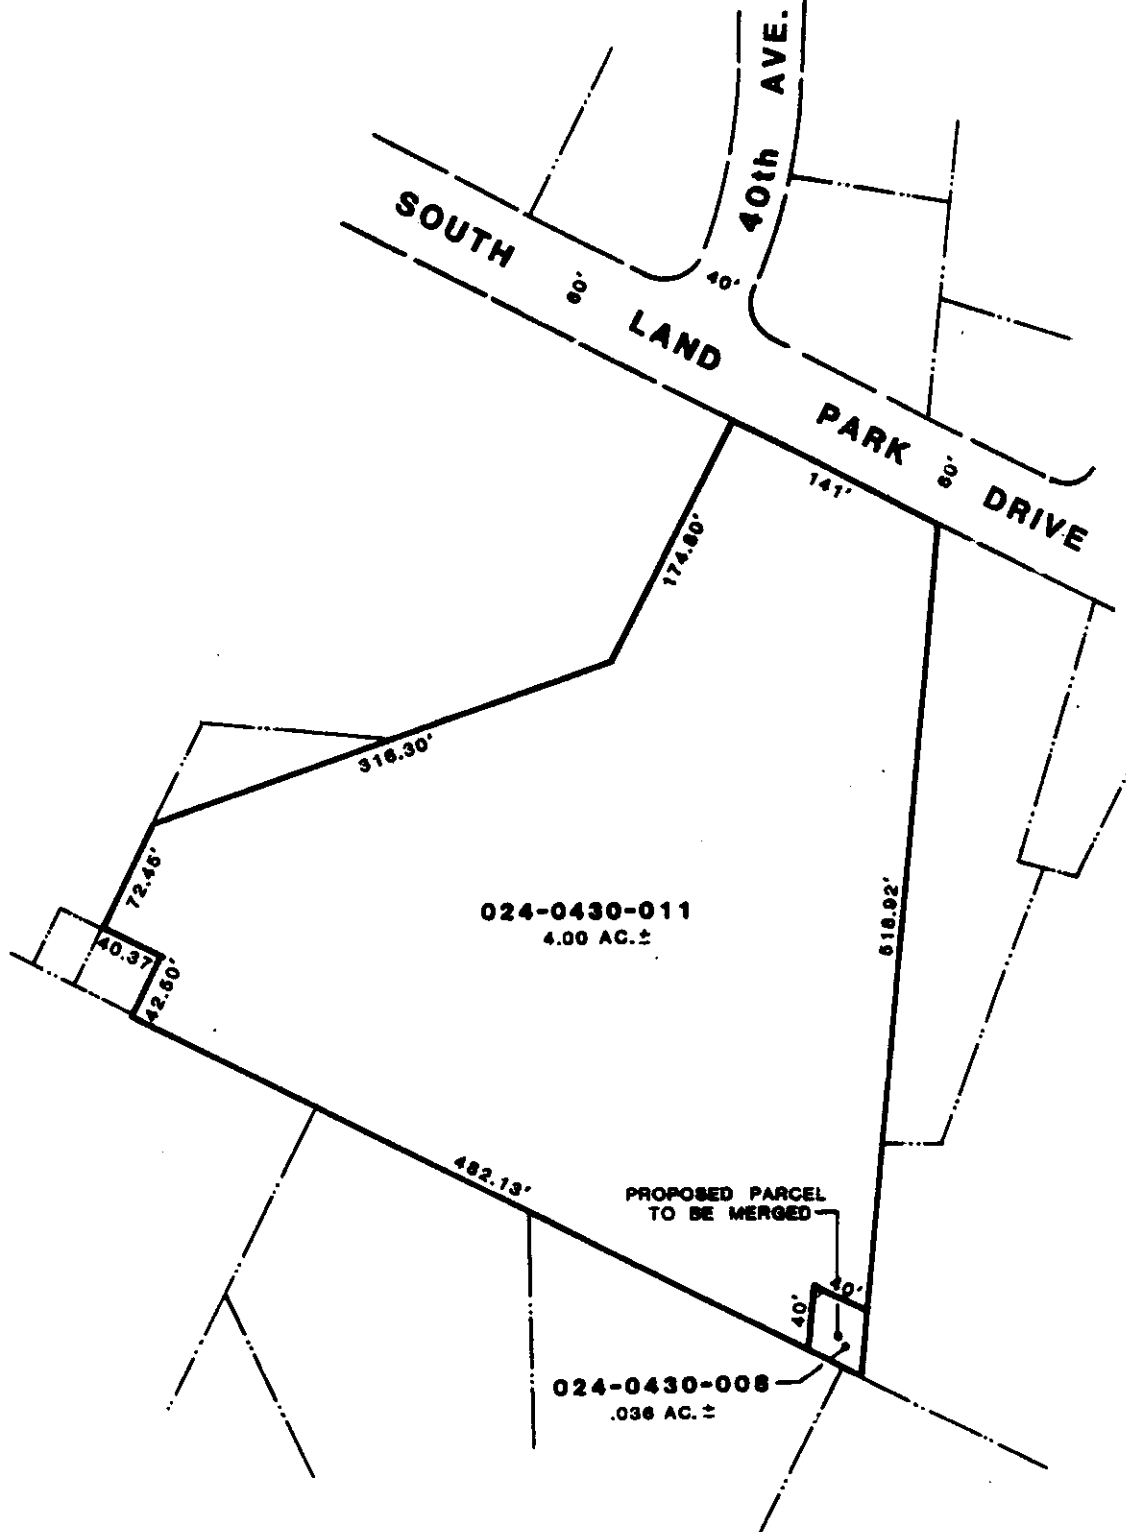 40th AVE.
SOUTH LAND PARK DRIVE
60'
40'
60'
141'
174.80'
316.30'
72.45'
40.37'
42.50'
024-0430-011
4.00 AC.±
518.92'
482.13'
PROPOSED PARCEL
TO BE MERGED
40'
40'
024-0430-008
.036 AC.±